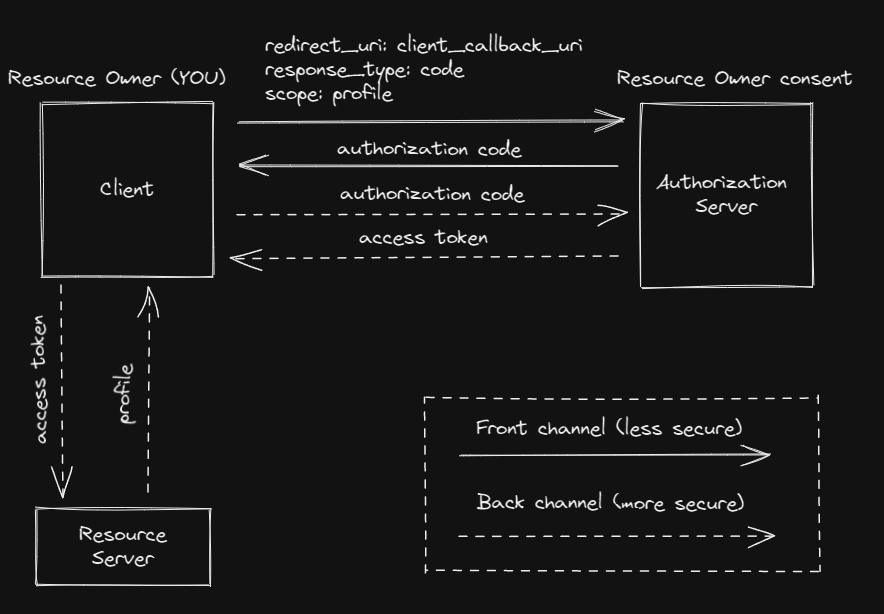 redirect_uri: client_callback_uri
response_type: code
scope: profile
Resource Owner (YOU)
Resource Owner consent
Client
authorization code
authorization code
access token
Authorization
Server
access token
profile
Resource
Server
Front channel (less secure)
Back channel (more secure)